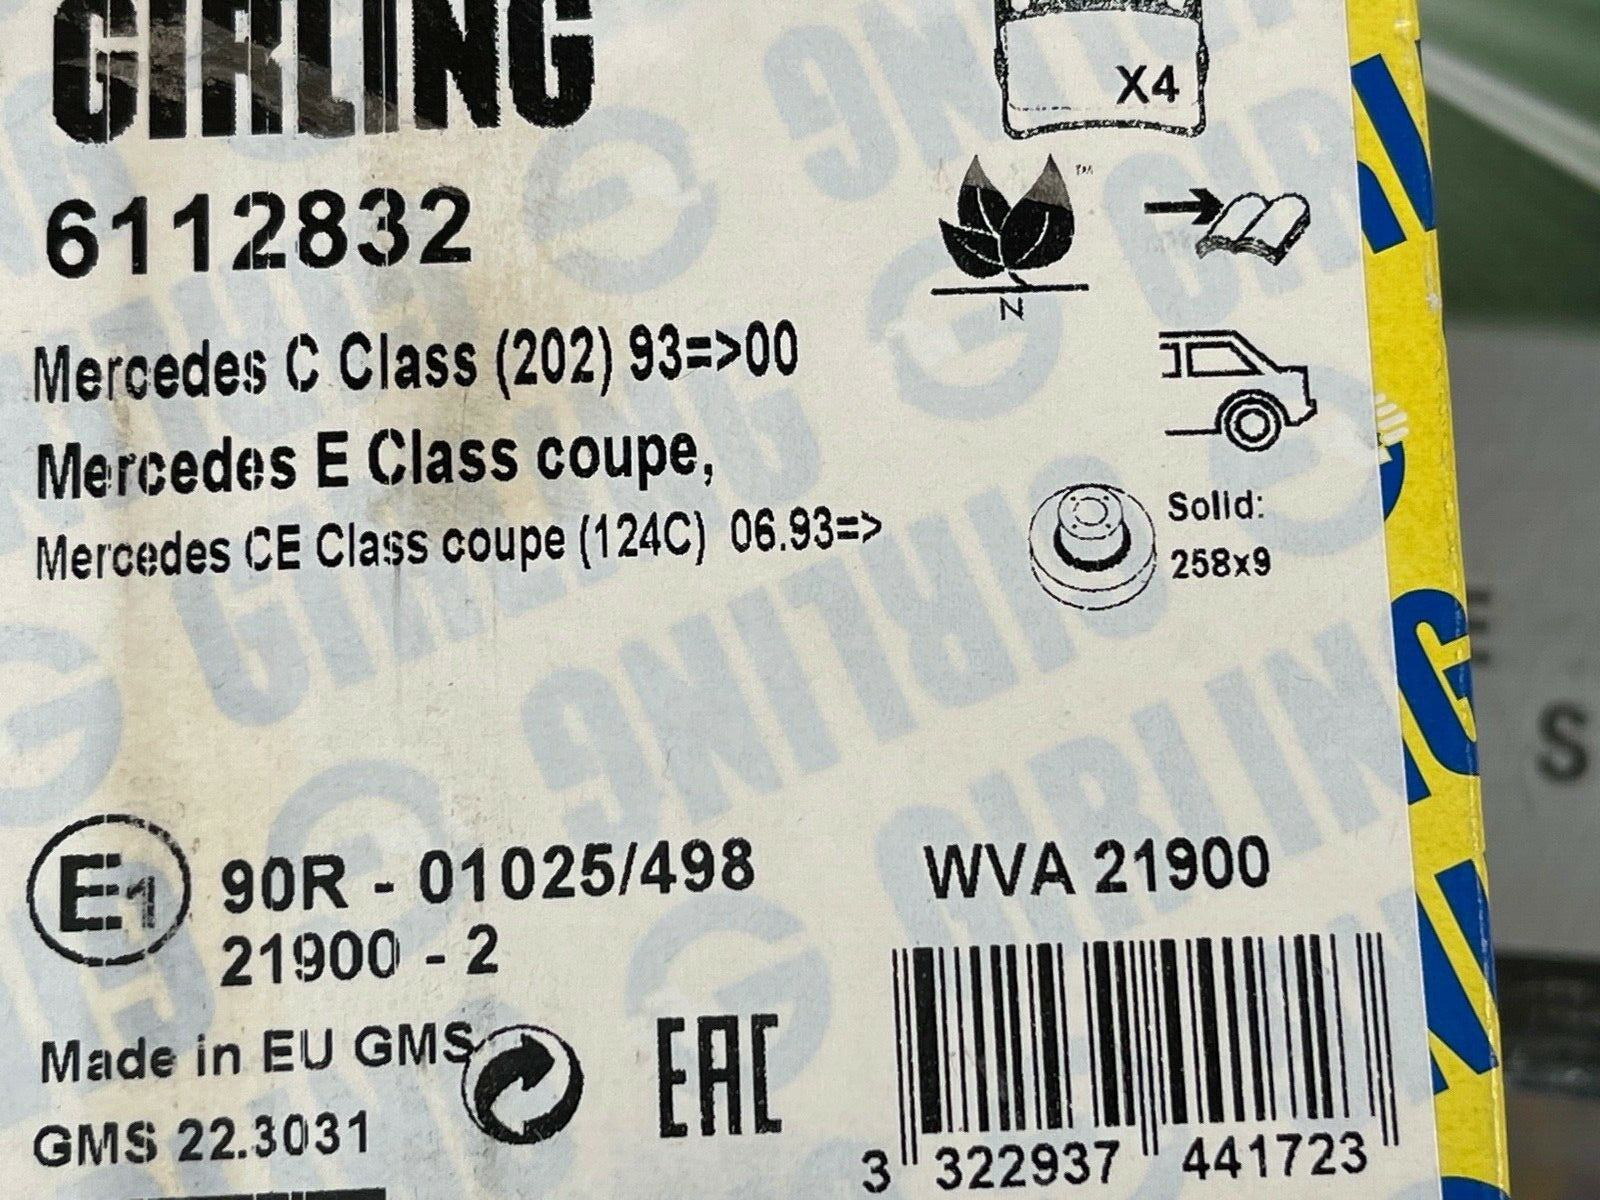 GIRLING
X4
6112832
TM
N
Mercedes C Class (202) 93=>00
Mercedes E Class coupe,
Mercedes CE Class coupe (124C) 06.93=>
Solid:
258x9
E1
90R - 01025/498
21900 - 2
WVA 21900
Made in EU GMS
GMS 22.3031
EAC
3 322937 441723
S